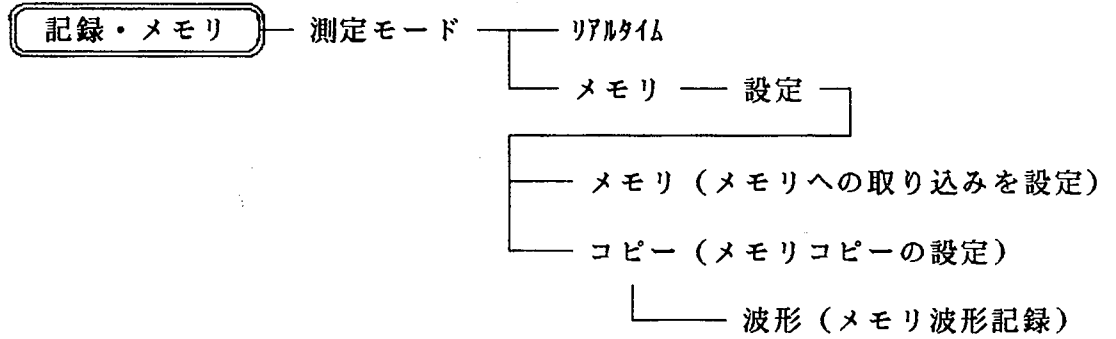 記録・メモリ 測定モード ﾘｱﾙﾀｲﾑ
メモリ 設定
メモリ（メモリへの取り込みを設定）
コピー（メモリコピーの設定）
波形（メモリ波形記録）